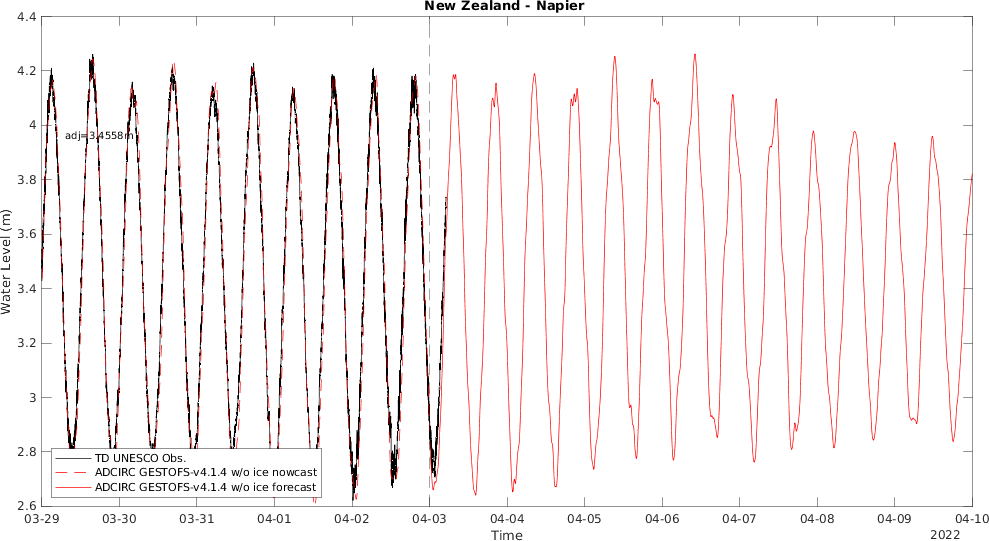 New Zealand - Napier
4.4
4.2
4
3.8
3.6
3.4
3.2
3
2.8
2.6
Water Level (m)
adj=3.4558m
TD UNESCO Obs.
ADCIRC GESTOFS-v4.1.4 w/o ice nowcast
ADCIRC GESTOFS-v4.1.4 w/o ice forecast
03-29 03-30 03-31 04-01 04-02 04-03 04-04 04-05 04-06 04-07 04-08 04-09 04-10
Time
2022